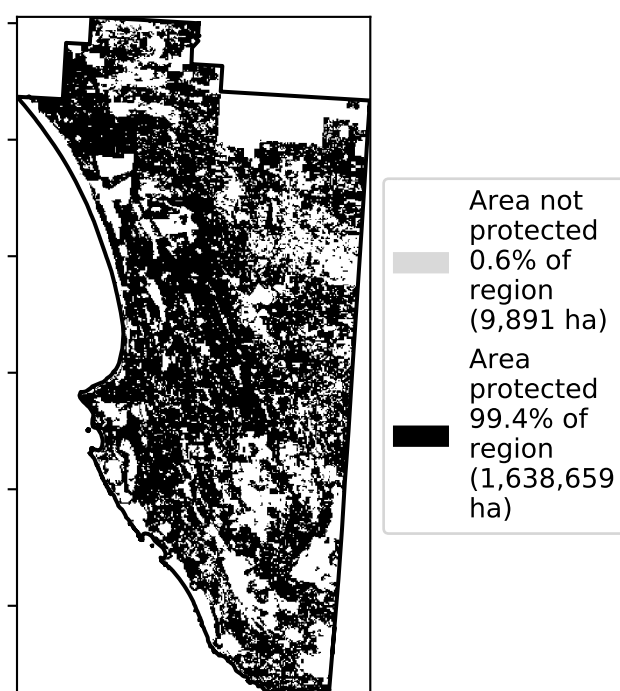 Area not
protected
0.6% of
region
(9,891 ha)
Area
protected
99.4% of
region
(1,638,659
ha)